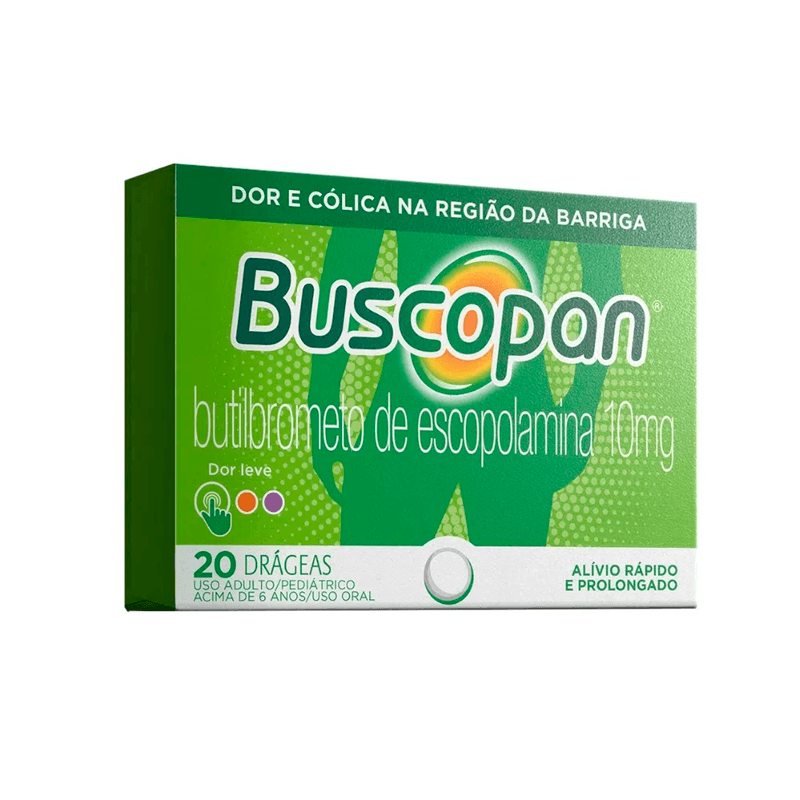 DOR E CÓLICA NA REGIÃO DA BARRIGA
Buscopan®
butilbrometo de escopolamina 10mg
Dor leve
20 DRÁGEAS
USO ADULTO/PEDIÁTRICO
ACIMA DE 6 ANOS/USO ORAL
ALÍVIO RÁPIDO
E PROLONGADO